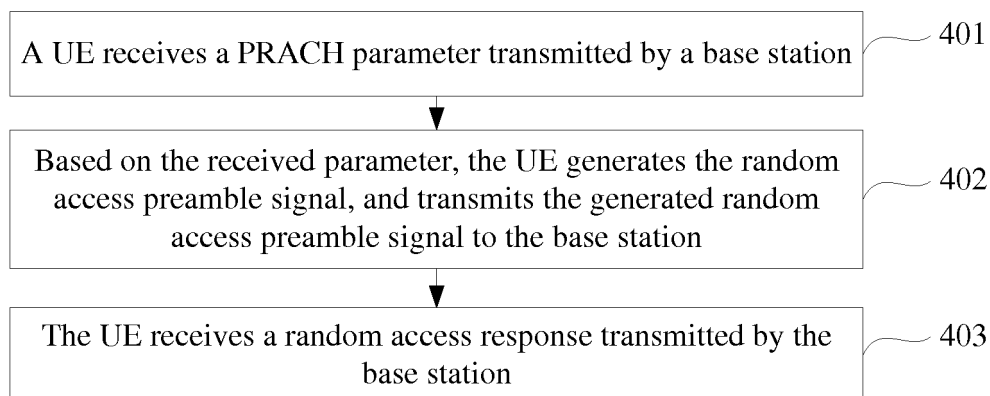 A UE receives a PRACH parameter transmitted by a base station
401
Based on the received parameter, the UE generates the random
access preamble signal, and transmits the generated random
access preamble signal to the base station
402
The UE receives a random access response transmitted by the
base station
403